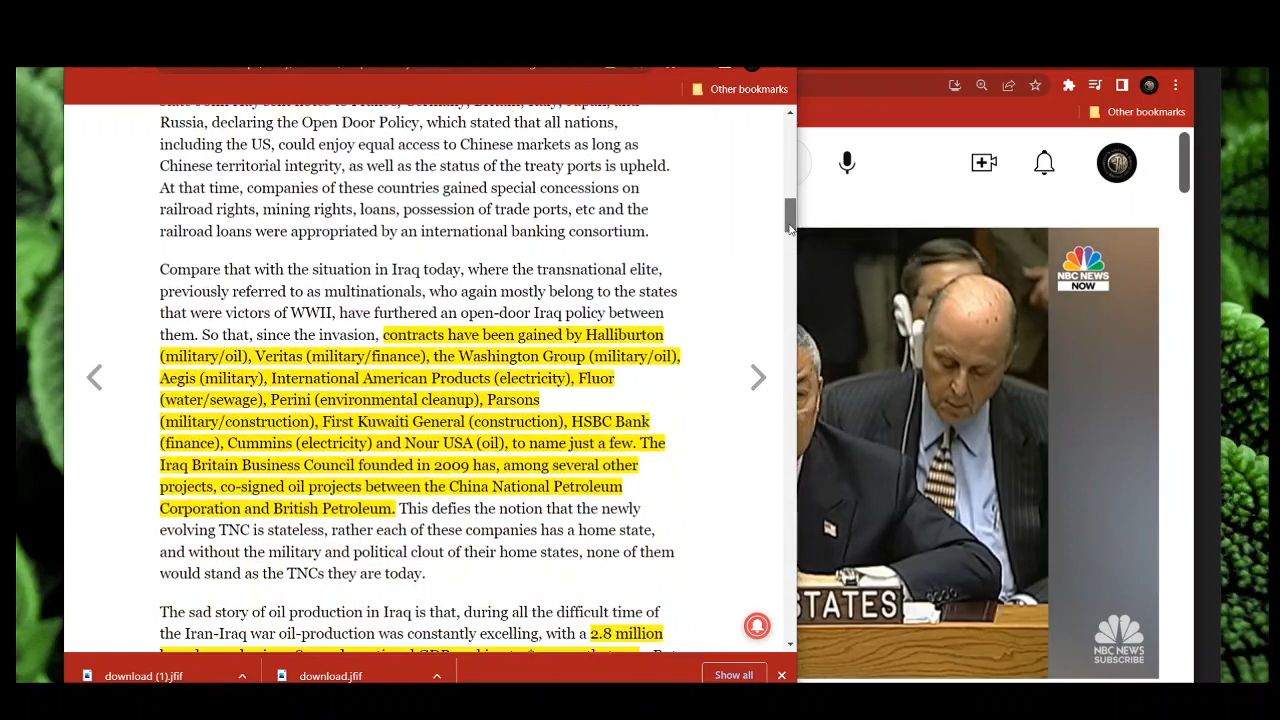 Other bookmarks
Russia, declaring the Open Door Policy, which stated that all nations,
including the US, could enjoy equal access to Chinese markets as long as
Chinese territorial integrity, as well as the status of the treaty ports is upheld.
At that time, companies of these countries gained special concessions on
railroad rights, mining rights, loans, possession of trade ports, etc and the
railroad loans were appropriated by an international banking consortium.
Compare that with the situation in Iraq today, where the transnational elite,
previously referred to as multinationals, who again mostly belong to the states
that were victors of WWII, have furthered an open-door Iraq policy between
them. So that, since the invasion, contracts have been gained by Halliburton
(military/oil), Veritas (military/finance), the Washington Group (military/oil),
Aegis (military), International American Products (electricity), Fluor
(water/sewage), Perini (environmental cleanup), Parsons
(military/construction), First Kuwaiti General (construction), HSBC Bank
(finance), Cummins (electricity) and Nour USA (oil), to name just a few. The
Iraq Britain Business Council founded in 2009 has, among several other
projects, co-signed oil projects between the China National Petroleum
Corporation and British Petroleum. This defies the notion that the newly
evolving TNC is stateless, rather each of these companies has a home state,
and without the military and political clout of their home states, none of them
would stand as the TNCs they are today.
The sad story of oil production in Iraq is that, during all the difficult time of
the Iran-Iraq war oil-production was constantly excelling, with a 2.8 million
download (1).jfif
download.jfif
Show all
Other bookmarks
NBC NEWS
NOW
STATES
NBC NEWS
SUBSCRIBE